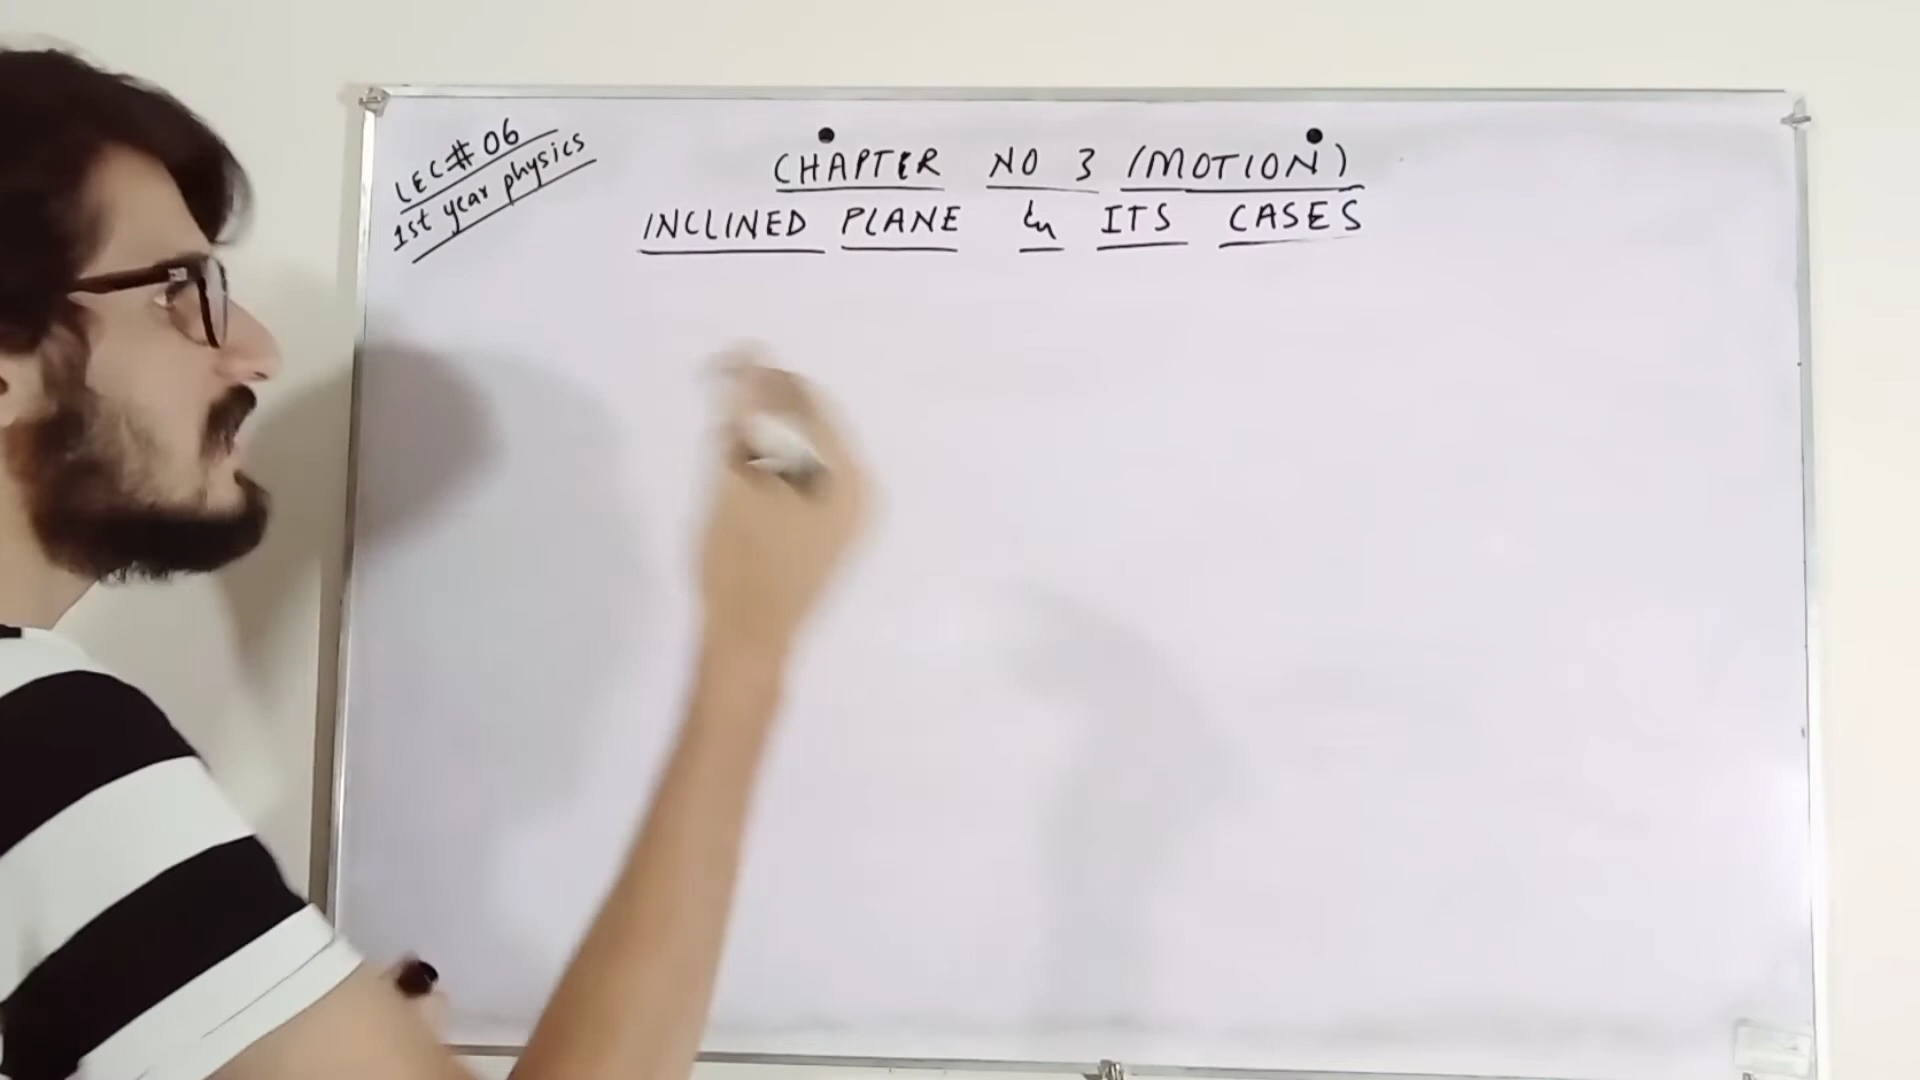 LEC# 06
1st year physics
CHAPTER NO 3 (MOTION)
INCLINED PLANE & ITS CASES